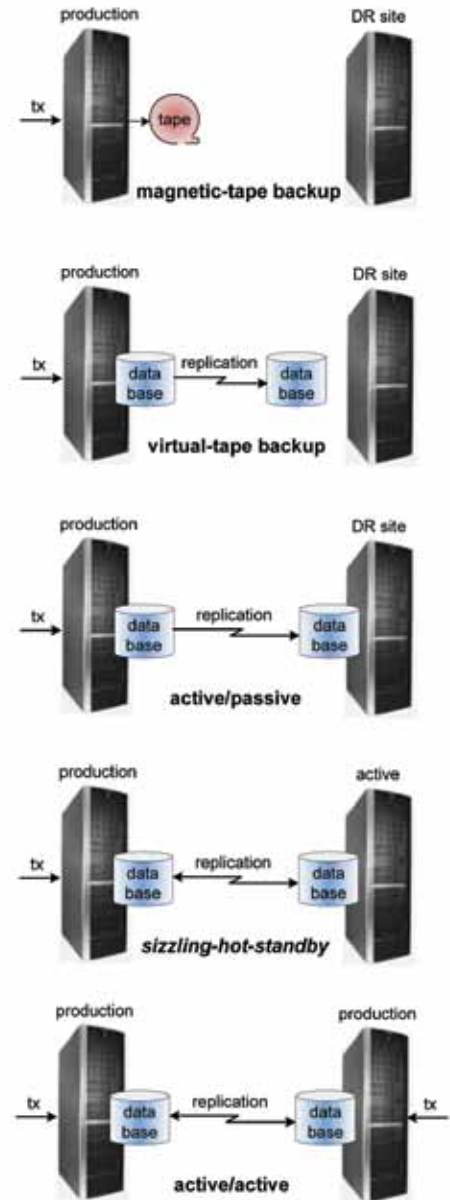 production DR site
tx
tape
magnetic-tape backup
production DR site
tx
replication
data base
data base
virtual-tape backup
production DR site
tx
replication
data base
data base
active/passive
production active
tx
replication
data base
data base
sizzling-hot-standby
production production
tx
replication
tx
data base
data base
active/active